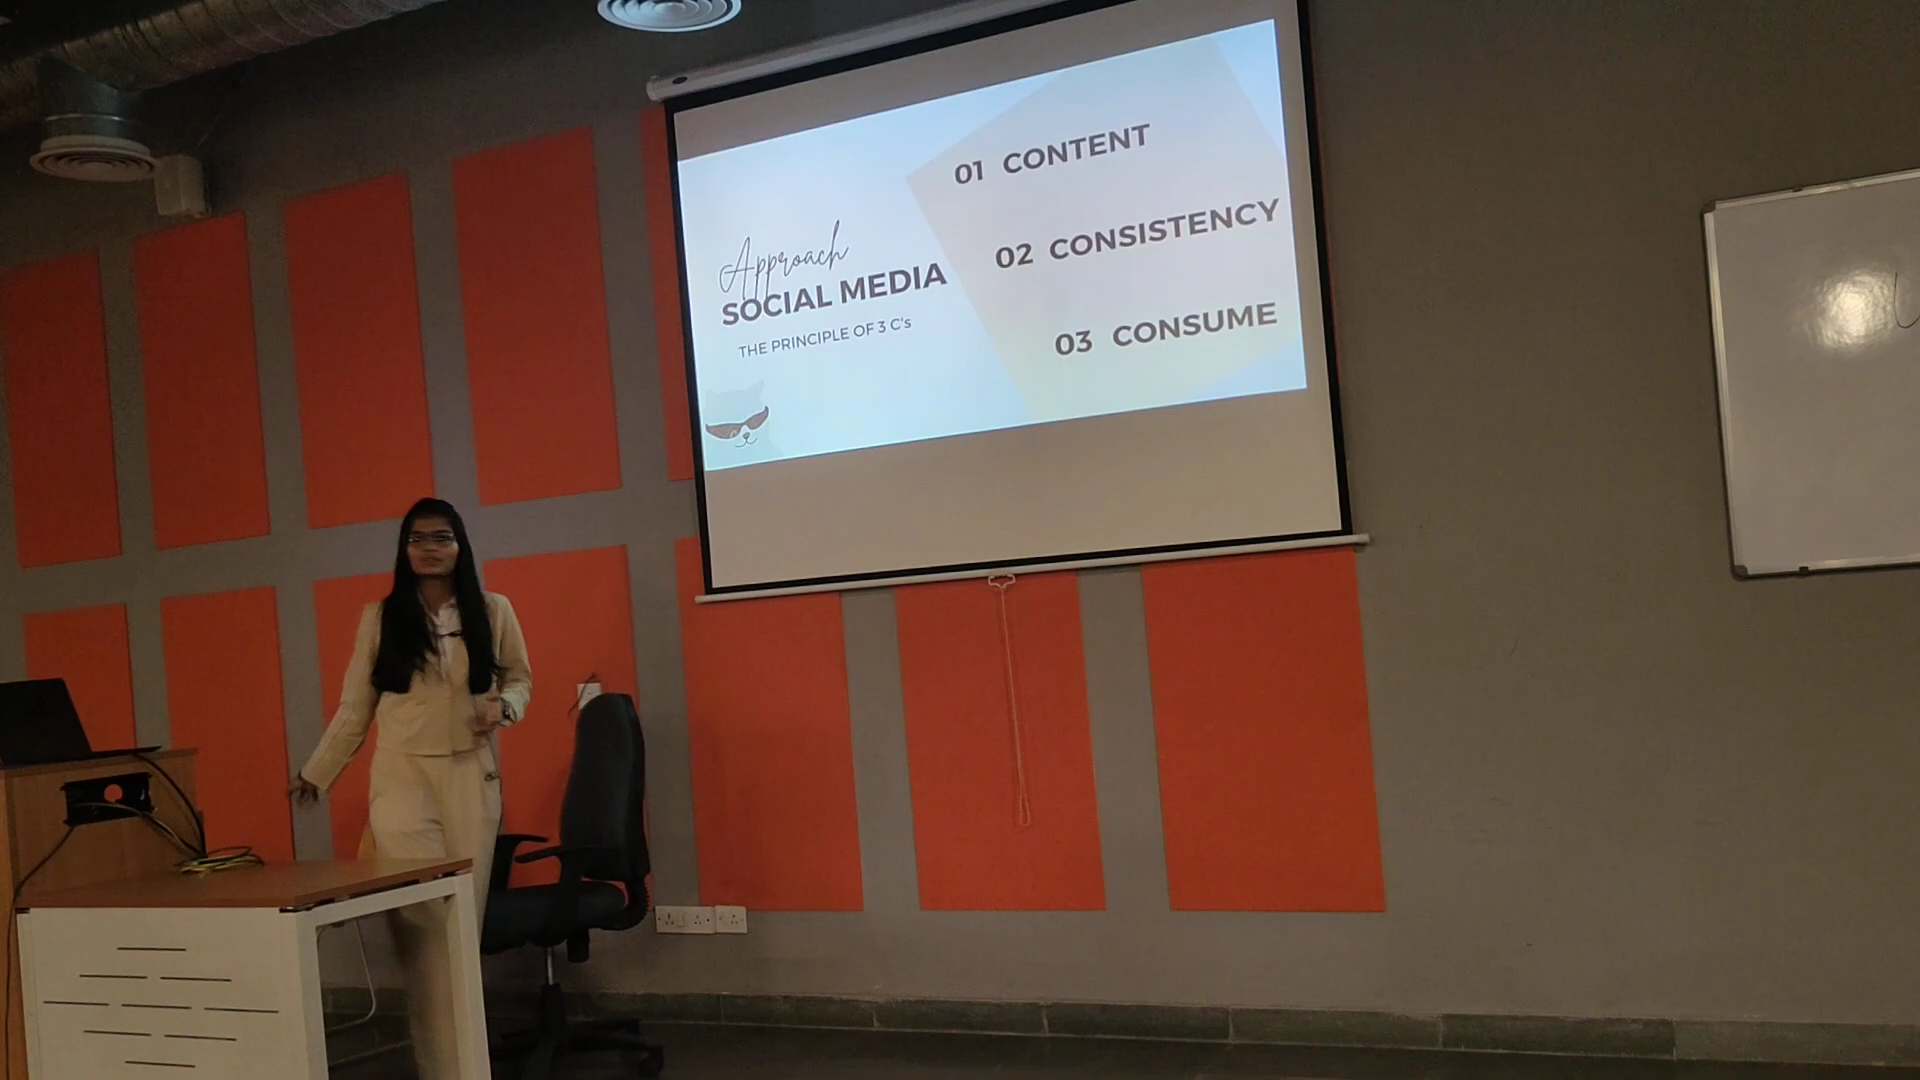 Approach
SOCIAL MEDIA
THE PRINCIPLE OF 3 C's
01 CONTENT
02 CONSISTENCY
03 CONSUME